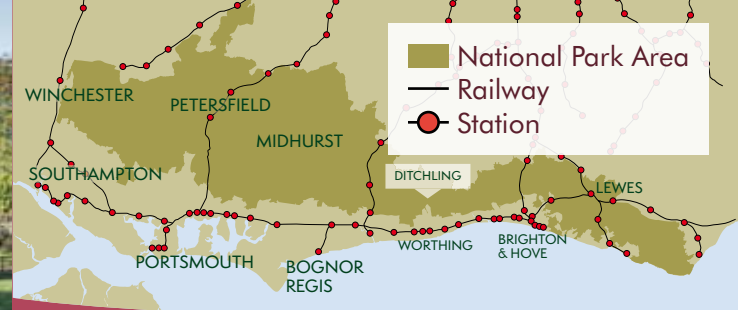 National Park Area
Railway
Station
WINCHESTER
PETERSFIELD
MIDHURST
SOUTHAMPTON
DITCHLING
LEWES
WORTHING
BRIGHTON
& HOVE
PORTSMOUTH
BOGNOR
REGIS